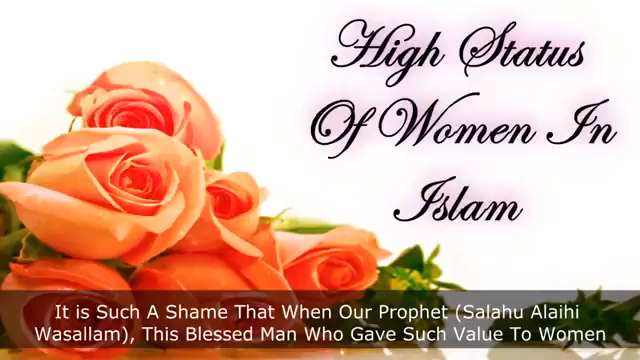 High Status
Of Women In
Islam
It is Such A Shame That When Our Prophet (Salahu Alaihi
Wasallam), This Blessed Man Who Gave Such Value To Women